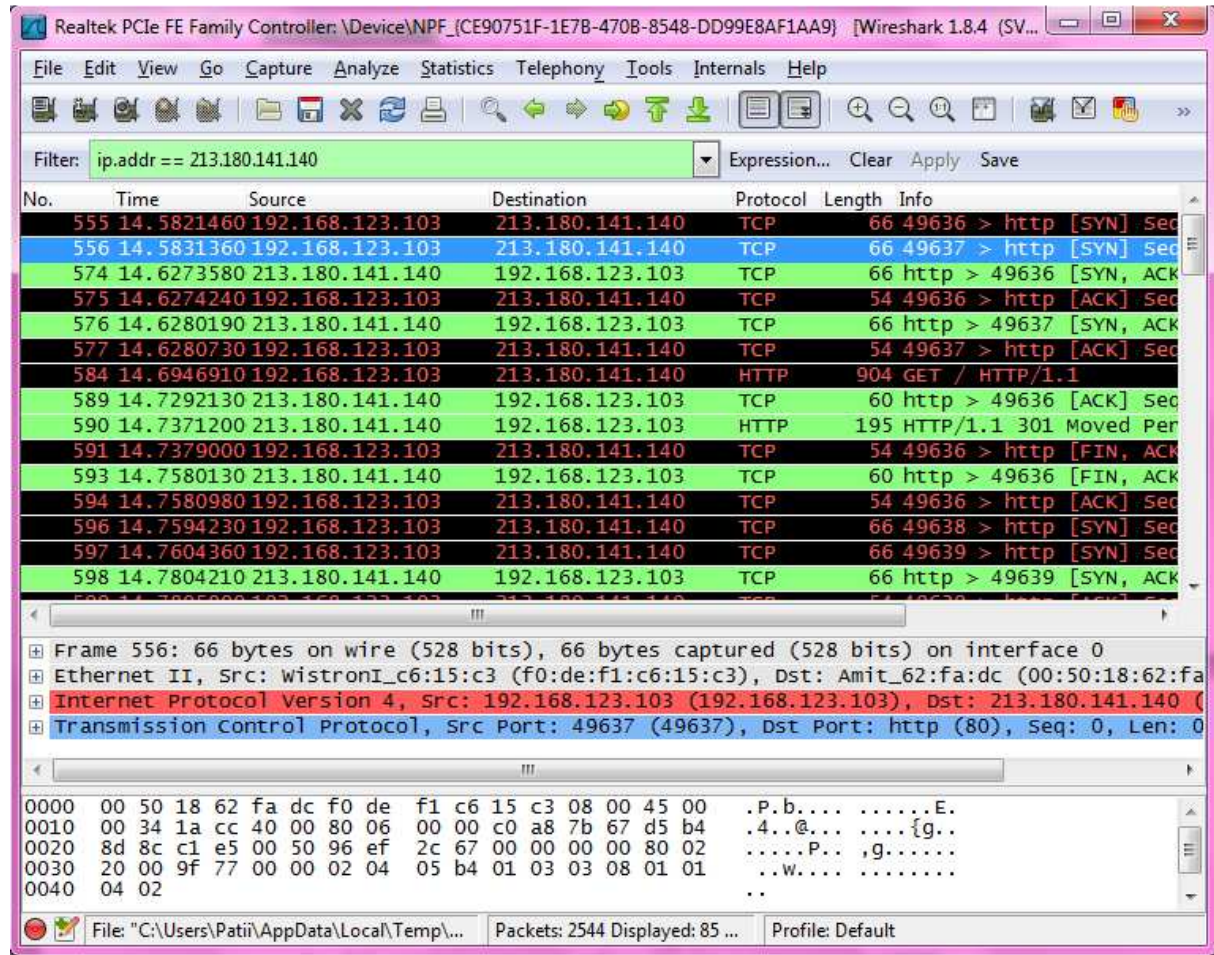 Realtek PCIe FE Family Controller: \Device\NPF_{CE90751F-1E7B-470B-8548-DD99E8AF1AA9} [Wireshark 1.8.4 (SV...
File Edit View Go Capture Analyze Statistics Telephony Tools Internals Help
Filter: ip.addr == 213.180.141.140 Expression... Clear Apply Save
No. Time Source Destination Protocol Length Info
555 14.5821460 192.168.123.103 213.180.141.140 TCP 66 49636 > http [SYN] Seq
556 14.5831360 192.168.123.103 213.180.141.140 TCP 66 49637 > http [SYN] Seq
574 14.6273580 213.180.141.140 192.168.123.103 TCP 66 http > 49636 [SYN, ACK
575 14.6274240 192.168.123.103 213.180.141.140 TCP 54 49636 > http [ACK] Seq
576 14.6280190 213.180.141.140 192.168.123.103 TCP 66 http > 49637 [SYN, ACK
577 14.6280730 192.168.123.103 213.180.141.140 TCP 54 49637 > http [ACK] Seq
584 14.6946910 192.168.123.103 213.180.141.140 HTTP 904 GET / HTTP/1.1
589 14.7292130 213.180.141.140 192.168.123.103 TCP 60 http > 49636 [ACK] Seq
590 14.7371200 213.180.141.140 192.168.123.103 HTTP 195 HTTP/1.1 301 Moved Per
591 14.7379000 192.168.123.103 213.180.141.140 TCP 54 49636 > http [FIN, ACK
593 14.7580130 213.180.141.140 192.168.123.103 TCP 60 http > 49636 [FIN, ACK
594 14.7580980 192.168.123.103 213.180.141.140 TCP 54 49636 > http [ACK] Seq
596 14.7594230 192.168.123.103 213.180.141.140 TCP 66 49638 > http [SYN] Seq
597 14.7604360 192.168.123.103 213.180.141.140 TCP 66 49639 > http [SYN] Seq
598 14.7804210 213.180.141.140 192.168.123.103 TCP 66 http > 49639 [SYN, ACK
Frame 556: 66 bytes on wire (528 bits), 66 bytes captured (528 bits) on interface 0
Ethernet II, Src: WistronI_c6:15:c3 (f0:de:f1:c6:15:c3), Dst: Amit_62:fa:dc (00:50:18:62:fa
Internet Protocol Version 4, Src: 192.168.123.103 (192.168.123.103), Dst: 213.180.141.140 (
Transmission Control Protocol, Src Port: 49637 (49637), Dst Port: http (80), Seq: 0, Len: 0
0000 00 50 18 62 fa dc f0 de f1 c6 15 c3 08 00 45 00 .P.b.... ......E.
0010 00 34 1a cc 40 00 80 06 00 00 c0 a8 7b 67 d5 b4 .4..@... ....{g..
0020 8d 8c c1 e5 00 50 96 ef 2c 67 00 00 00 00 80 02 .....P.. ,g......
0030 20 00 9f 77 00 00 02 04 05 b4 01 03 03 08 01 01 ..w.... ........
0040 04 02 ..
File: "C:\Users\Patii\AppData\Local\Temp\... Packets: 2544 Displayed: 85 ... Profile: Default